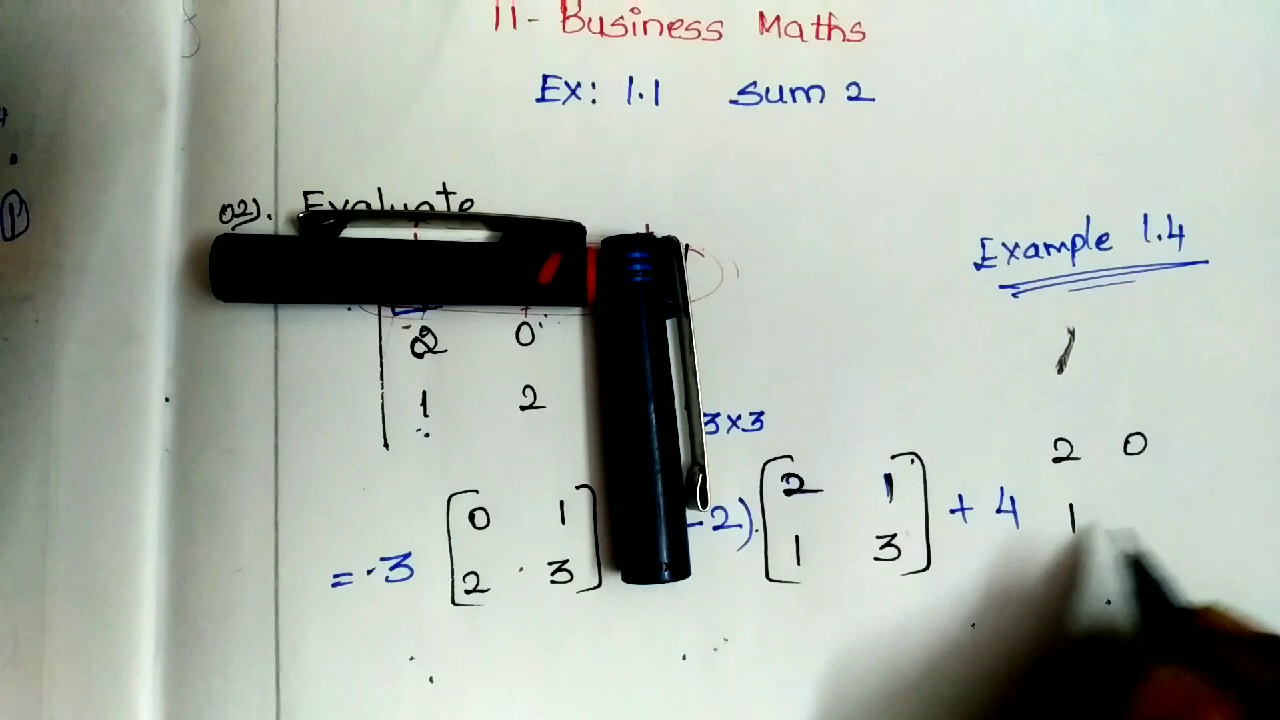 11- Business Maths
Ex: 1.1 Sum 2
02). Evaluate
Example 1.4
2 0
1 2
3×3
= 3 [0 1 -2). [2 1] + 4 2 0
2 3] 1 3 1